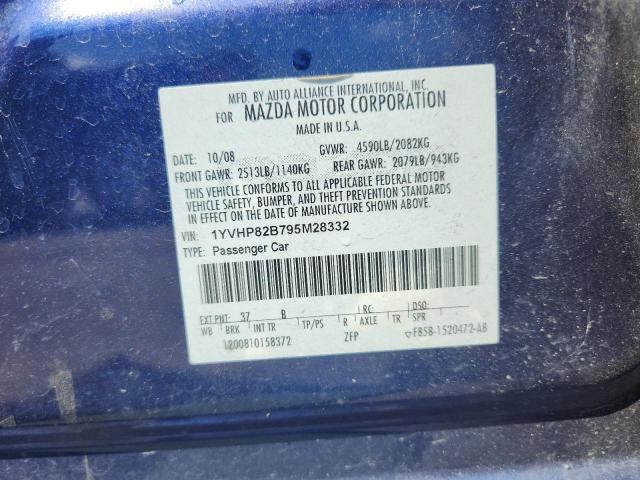 MFD. BY AUTO ALLIANCE INTERNATIONAL, INC.
FOR MAZDA MOTOR CORPORATION
MADE IN U.S.A.
DATE: 10/08 GVWR: 4590LB/2082KG
FRONT GAWR: 2513LB/1140KG REAR GAWR: 2079LB/943KG
THIS VEHICLE CONFORMS TO ALL APPLICABLE FEDERAL MOTOR
VEHICLE SAFETY, BUMPER, AND THEFT PREVENTION STANDARDS
IN EFFECT ON THE DATE OF MANUFACTURE SHOWN ABOVE.
VIN: 1YVHP82B795M28332
TYPE: Passenger Car
EXT PNT: 37 B RC: DSO:
WB BRK INT TR TP/PS R AXLE TR SPR
1200810158372 ZFP F85B-1520472-AB